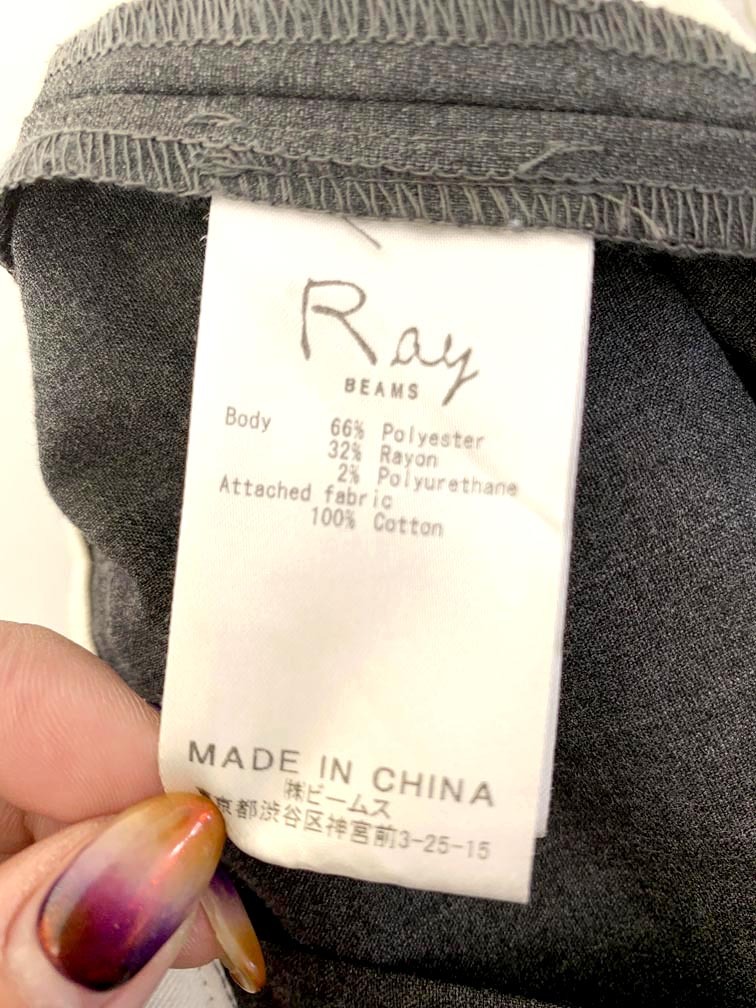 Ray
BEAMS
Body 66% Polyester
32% Rayon
2% Polyurethane
Attached fabric
100% Cotton
MADE IN CHINA
㈱ビームス
東京都渋谷区神宮前3-25-15